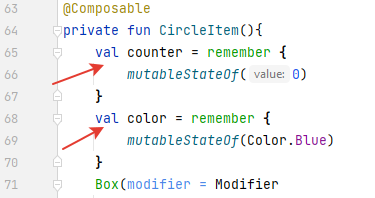 63 @Composable
64 private fun CircleItem(){
65 val counter = remember {
66 mutableStateOf( value: 0)
67 }
68 val color = remember {
69 mutableStateOf(Color.Blue)
70 }
71 Box(modifier = Modifier